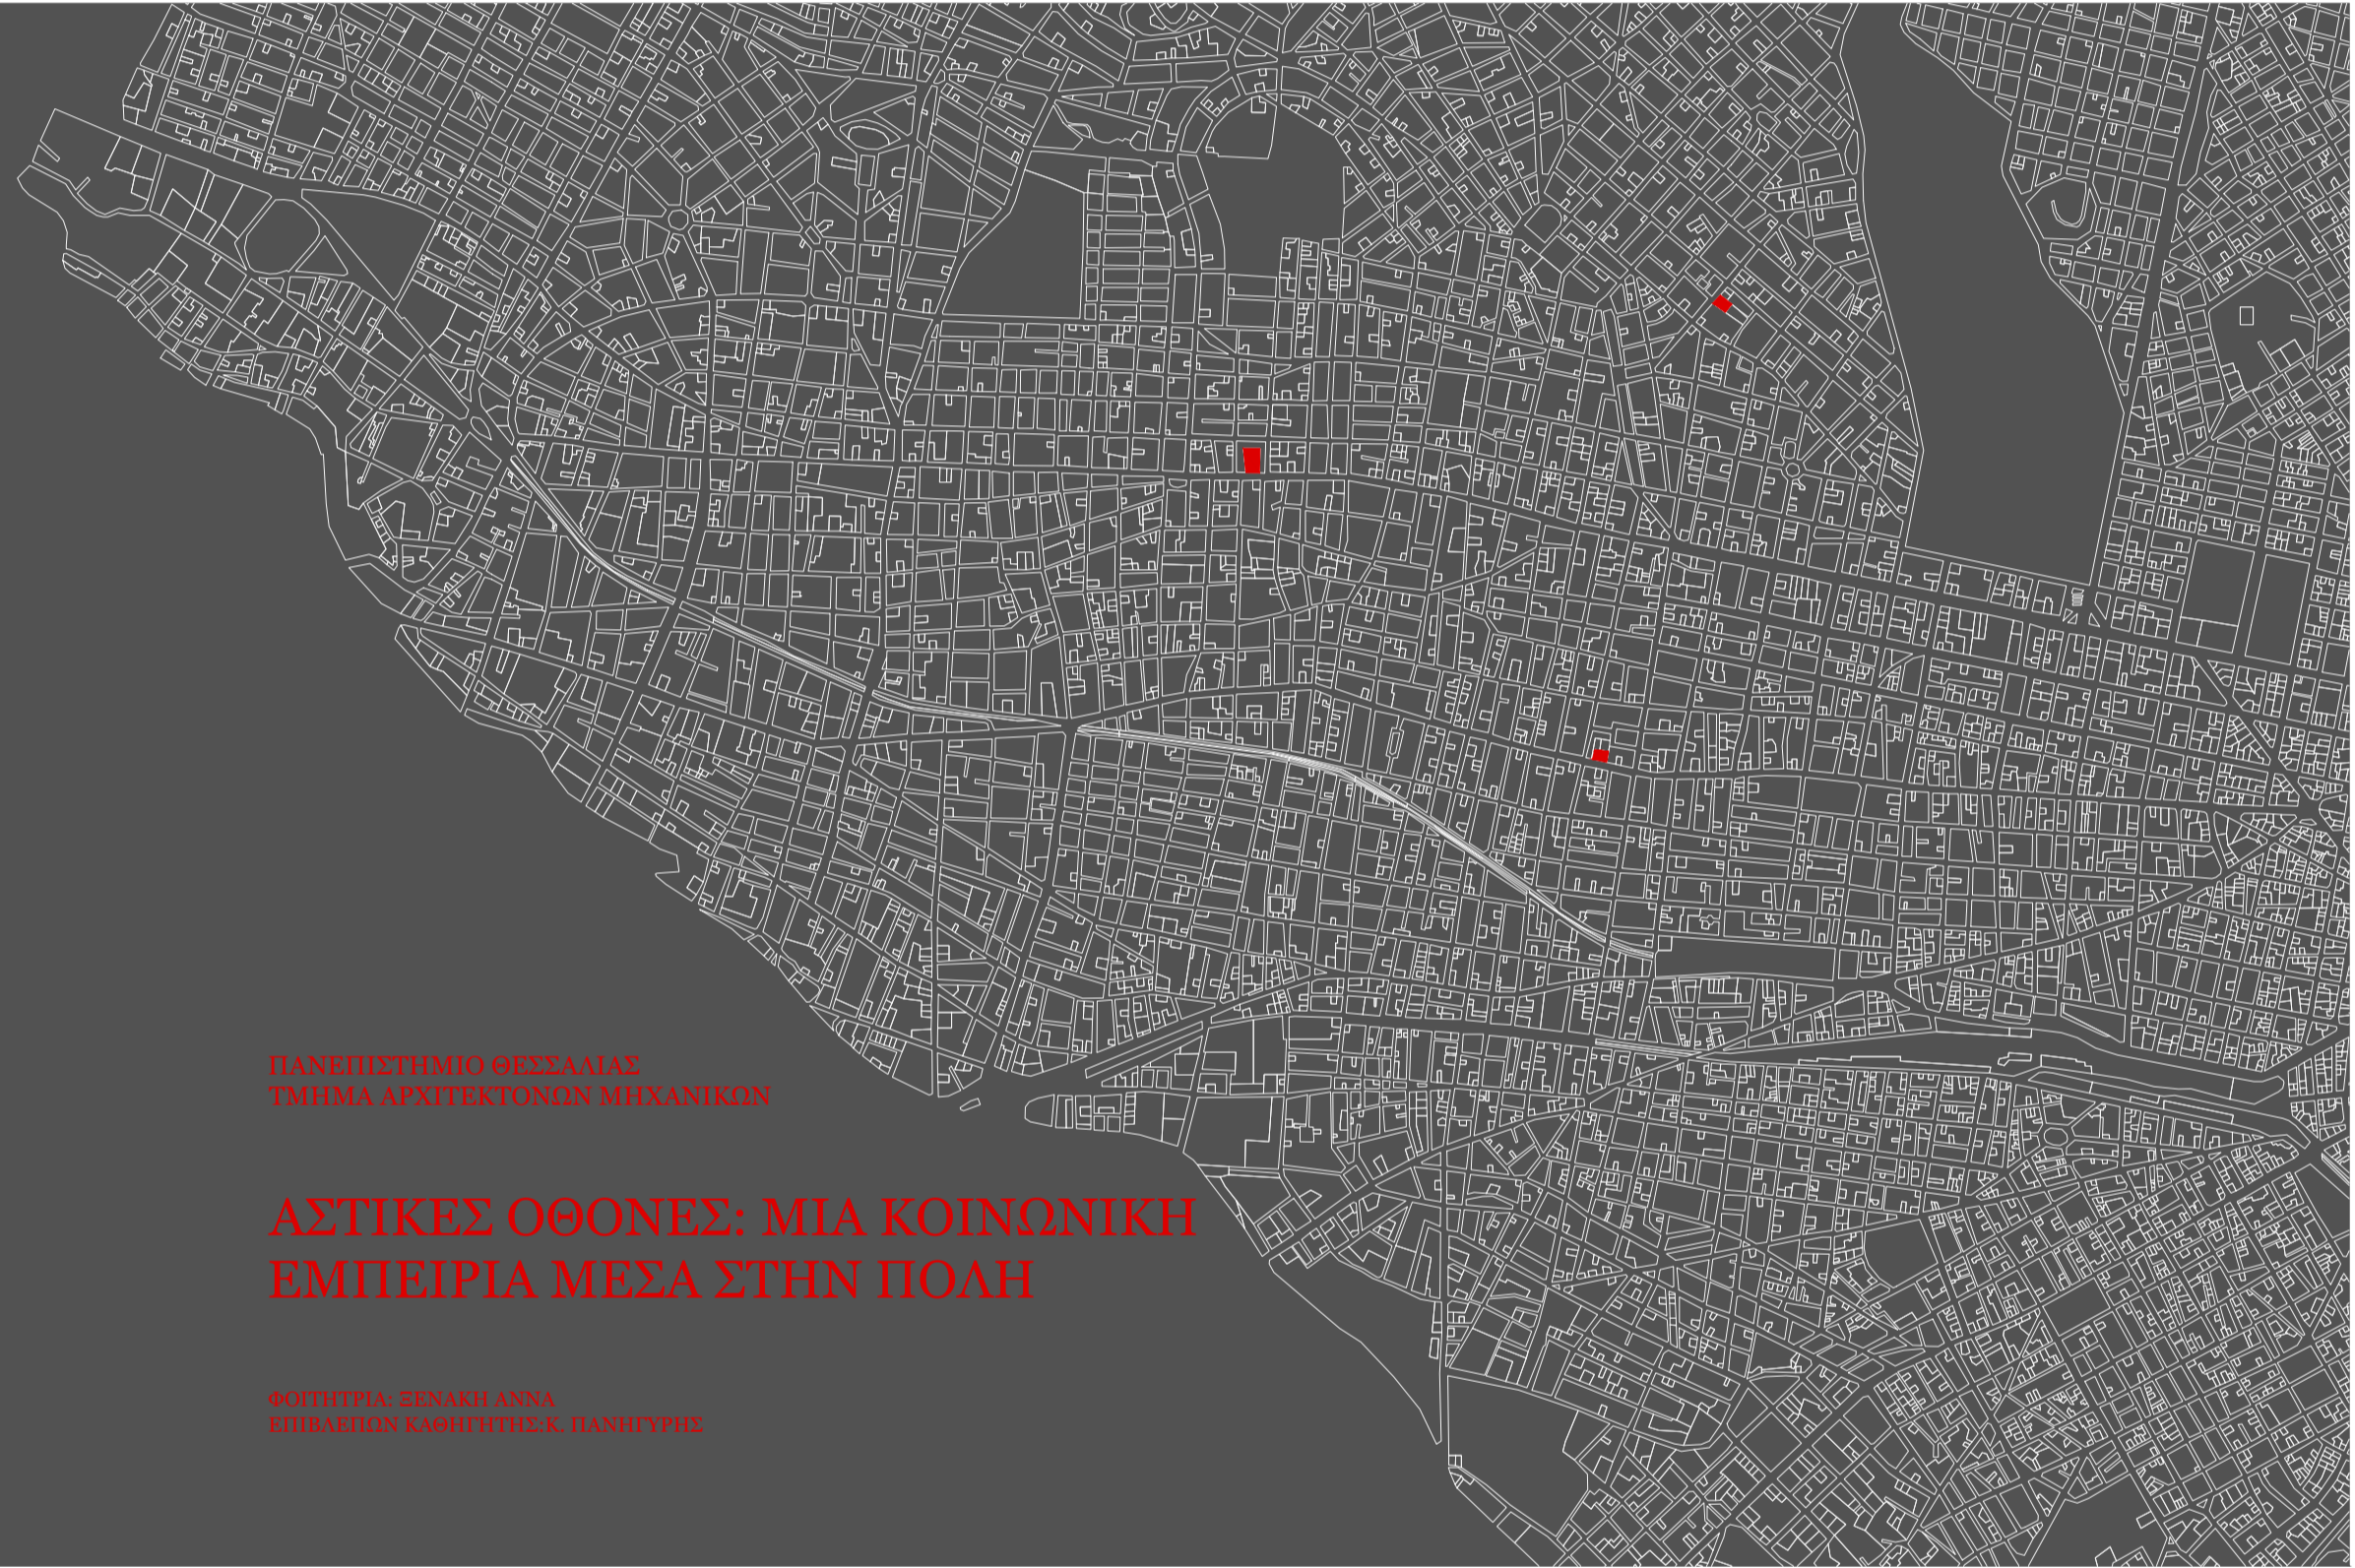 ΠΑΝΕΠΙΣΤΗΜΙΟ ΘΕΣΣΑΛΙΑΣ
ΤΜΗΜΑ ΑΡΧΙΤΕΚΤΟΝΩΝ ΜΗΧΑΝΙΚΩΝ
ΑΣΤΙΚΕΣ ΟΘΟΝΕΣ: ΜΙΑ ΚΟΙΝΩΝΙΚΗ
ΕΜΠΕΙΡΙΑ ΜΕΣΑ ΣΤΗΝ ΠΟΛΗ
ΦΟΙΤΗΤΡΙΑ: ΞΕΝΑΚΗ ΑΝΝΑ
ΕΠΙΒΛΕΠΩΝ ΚΑΘΗΓΗΤΗΣ:Κ. ΠΑΝΗΓΥΡΗΣ